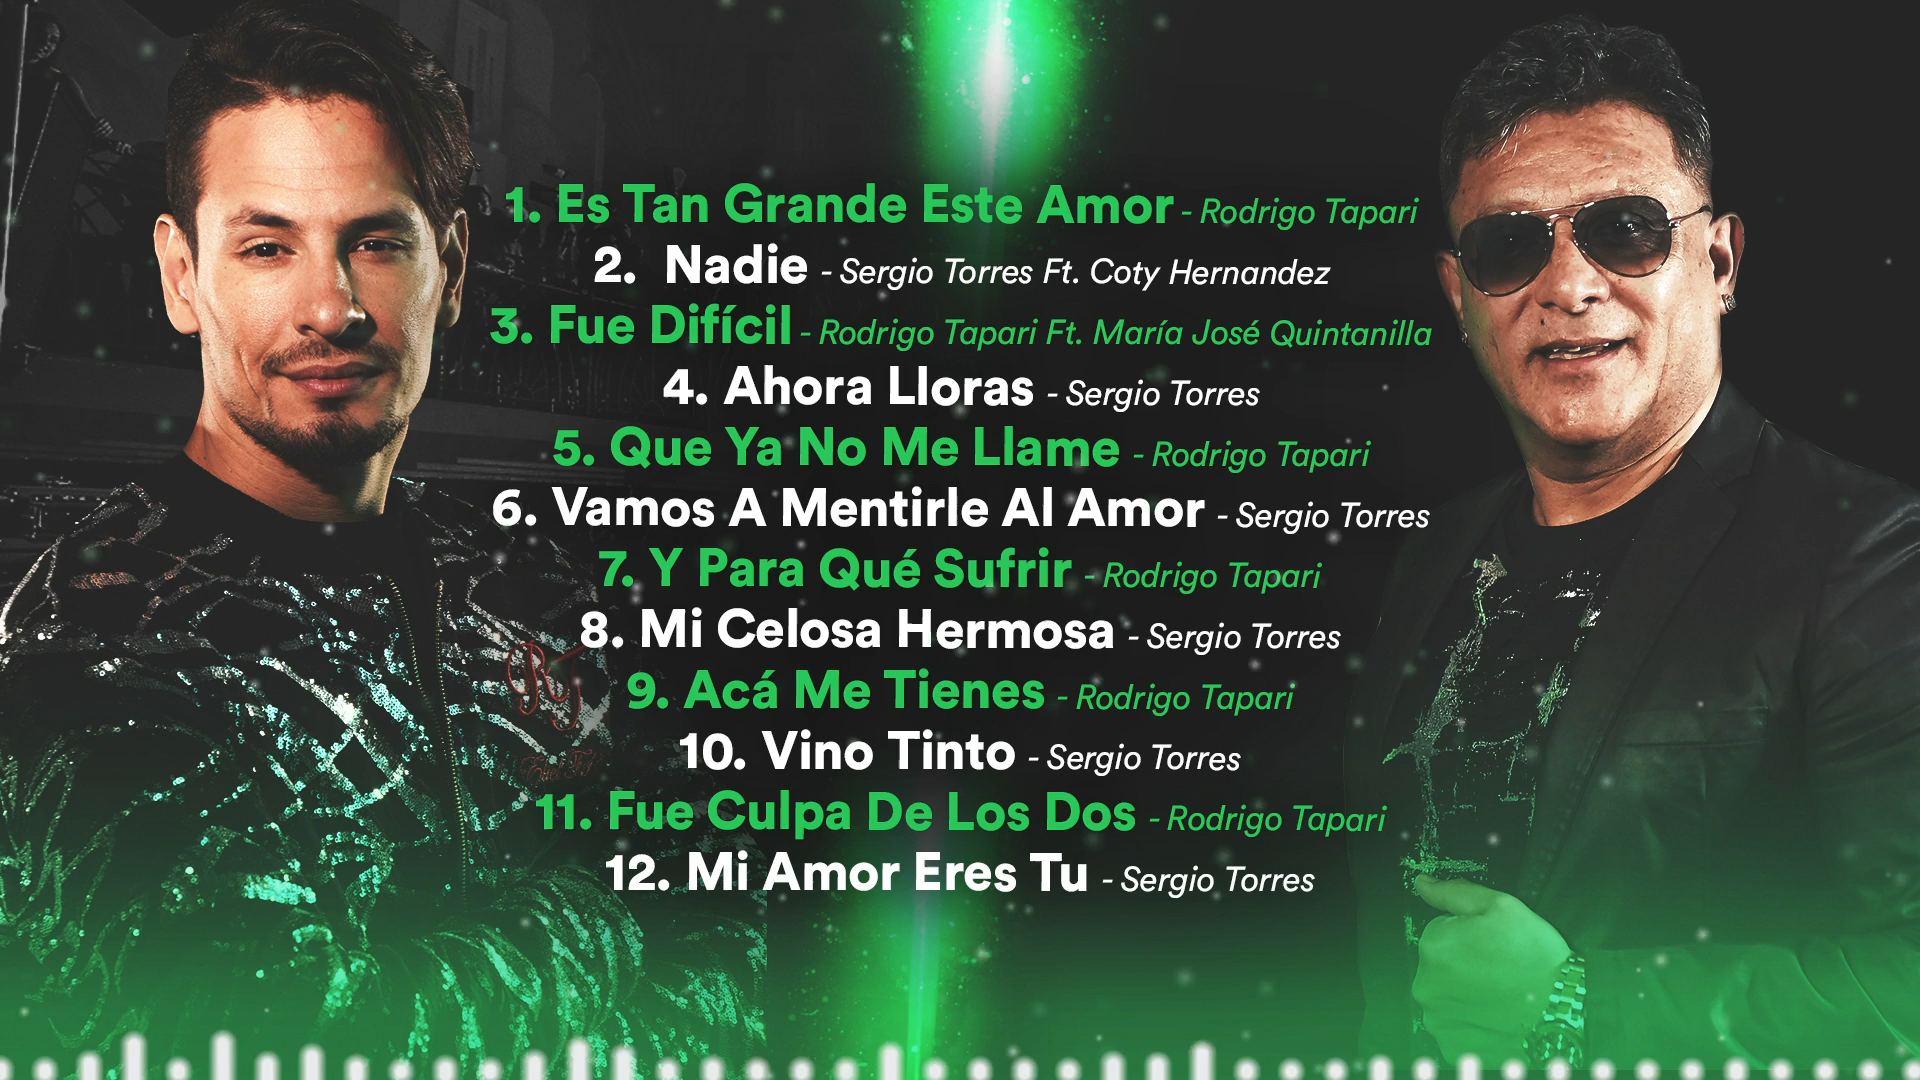 1. Es Tan Grande Este Amor - Rodrigo Tapari
2. Nadie - Sergio Torres Ft. Coty Hernandez
3. Fue Difícil - Rodrigo Tapari Ft. María José Quintanilla
4. Ahora Lloras - Sergio Torres
5. Que Ya No Me Llame - Rodrigo Tapari
6. Vamos A Mentirle Al Amor - Sergio Torres
7. Y Para Qué Sufrir - Rodrigo Tapari
8. Mi Celosa Hermosa - Sergio Torres
9. Acá Me Tienes - Rodrigo Tapari
10. Vino Tinto - Sergio Torres
11. Fue Culpa De Los Dos - Rodrigo Tapari
12. Mi Amor Eres Tu - Sergio Torres